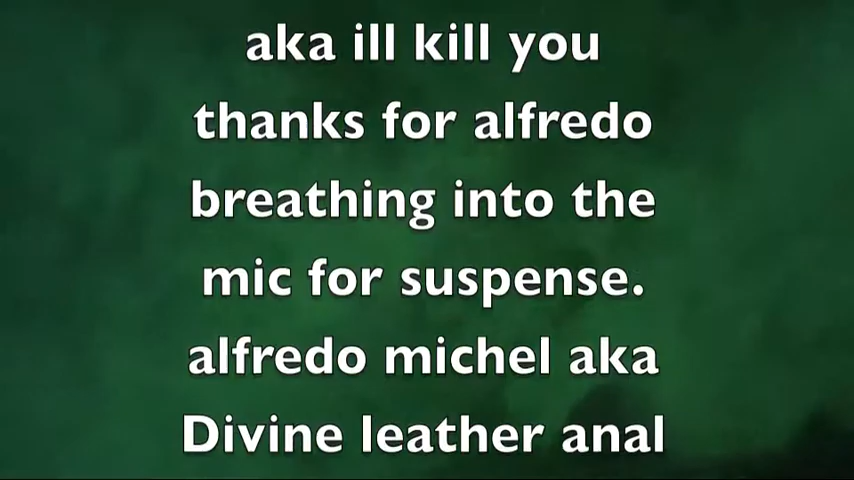 aka ill kill you
thanks for alfredo
breathing into the
mic for suspense.
alfredo michel aka
Divine leather anal